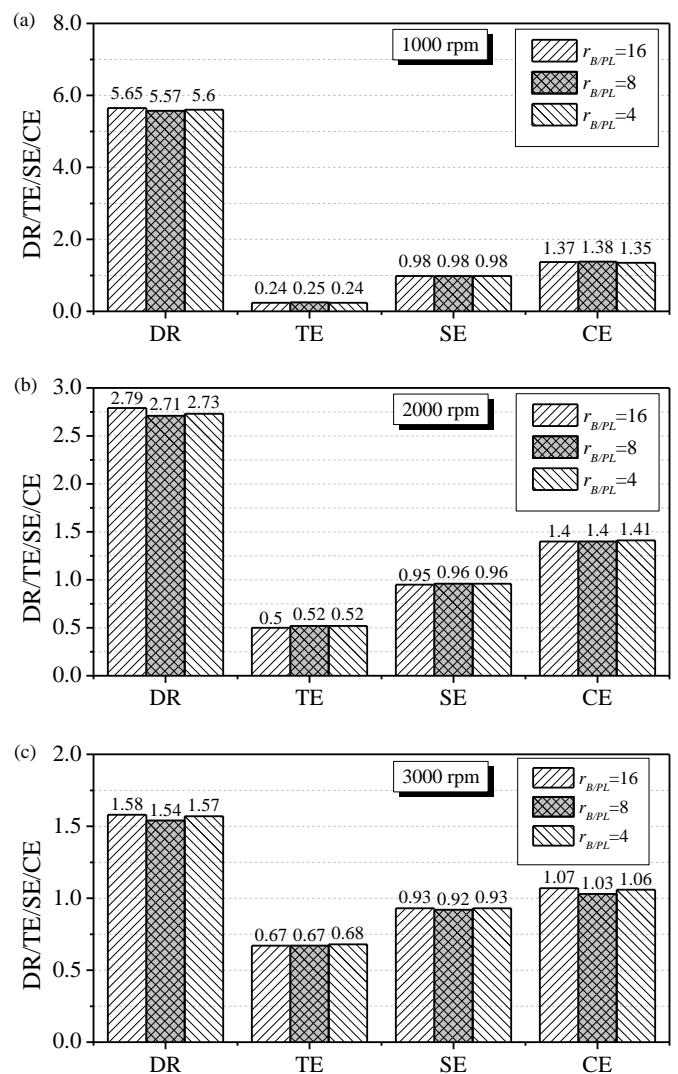 (a)
8.0
6.0
4.0
2.0
0.0
DR/TE/SE/CE
1000 rpm
r_B/PL=16
r_B/PL=8
r_B/PL=4
5.65 5.57 5.6
0.24 0.25 0.24
0.98 0.98 0.98
1.37 1.38 1.35
DR TE SE CE
(b)
3.0
2.5
2.0
1.5
1.0
0.5
0.0
DR/TE/SE/CE
2000 rpm
r_B/PL=16
r_B/PL=8
r_B/PL=4
2.79 2.71 2.73
0.5 0.52 0.52
0.95 0.96 0.96
1.4 1.4 1.41
DR TE SE CE
(c)
2.0
1.5
1.0
0.5
0.0
DR/TE/SE/CE
3000 rpm
r_B/PL=16
r_B/PL=8
r_B/PL=4
1.58 1.54 1.57
0.67 0.67 0.68
0.93 0.92 0.93
1.07 1.03 1.06
DR TE SE CE